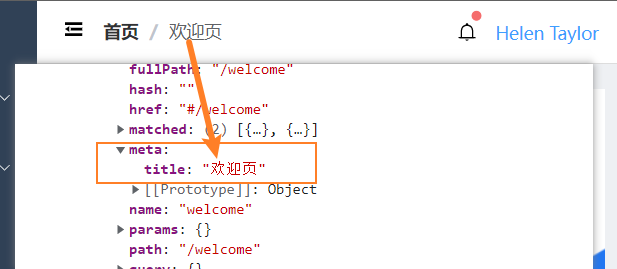 首页 / 欢迎页
Helen Taylor
fullPath: "/welcome"
hash: ""
href: "#/welcome"
matched: (2) [{…}, {…}]
meta:
title: "欢迎页"
[[Prototype]]: Object
name: "welcome"
params: {}
path: "/welcome"
query: {}